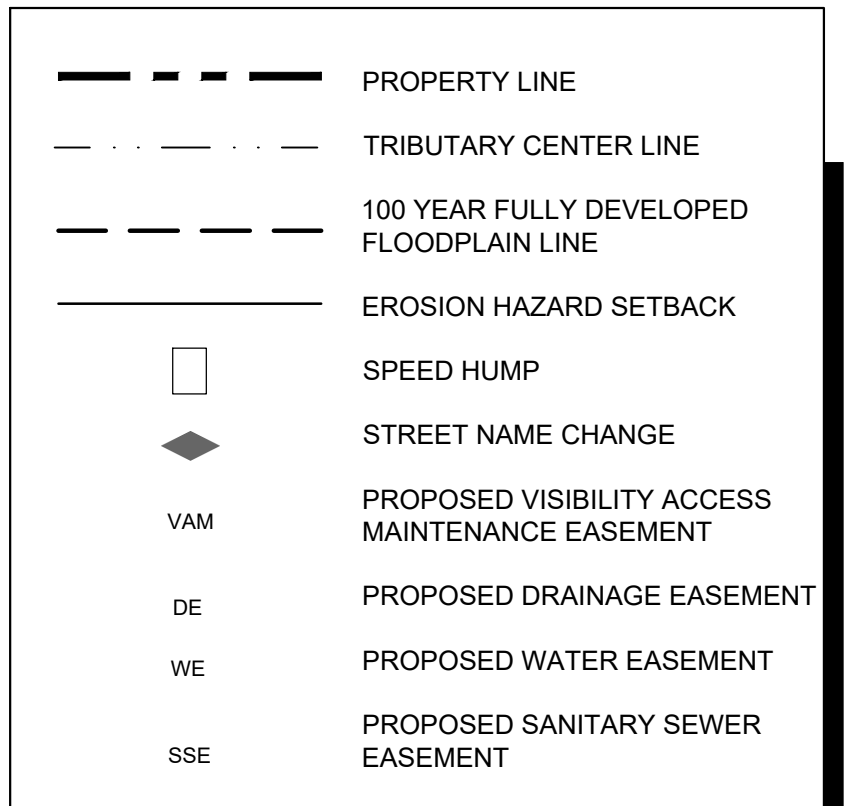 PROPERTY LINE
TRIBUTARY CENTER LINE
100 YEAR FULLY DEVELOPED
FLOODPLAIN LINE
EROSION HAZARD SETBACK
SPEED HUMP
STREET NAME CHANGE
VAM
PROPOSED VISIBILITY ACCESS
MAINTENANCE EASEMENT
DE
PROPOSED DRAINAGE EASEMENT
WE
PROPOSED WATER EASEMENT
SSE
PROPOSED SANITARY SEWER
EASEMENT